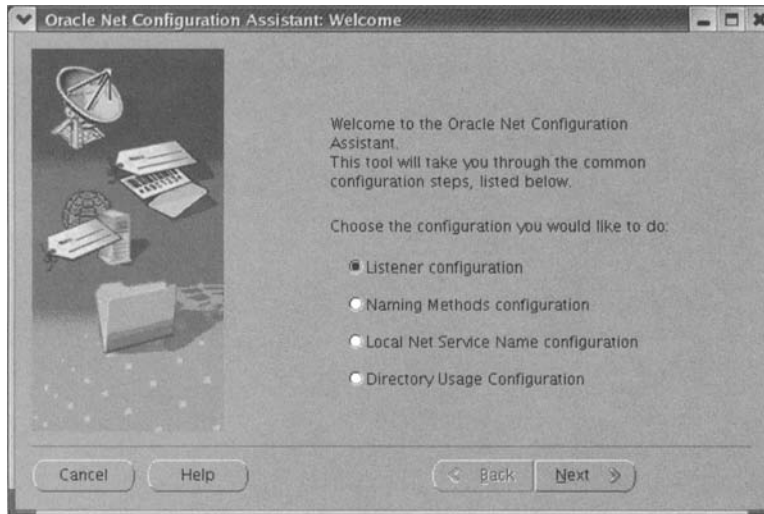 Oracle Net Configuration Assistant: Welcome
Welcome to the Oracle Net Configuration
Assistant.
This tool will take you through the common
configuration steps, listed below.
Choose the configuration you would like to do:
Listener configuration
Naming Methods configuration
Local Net Service Name configuration
Directory Usage Configuration
Cancel
Help
Back
Next